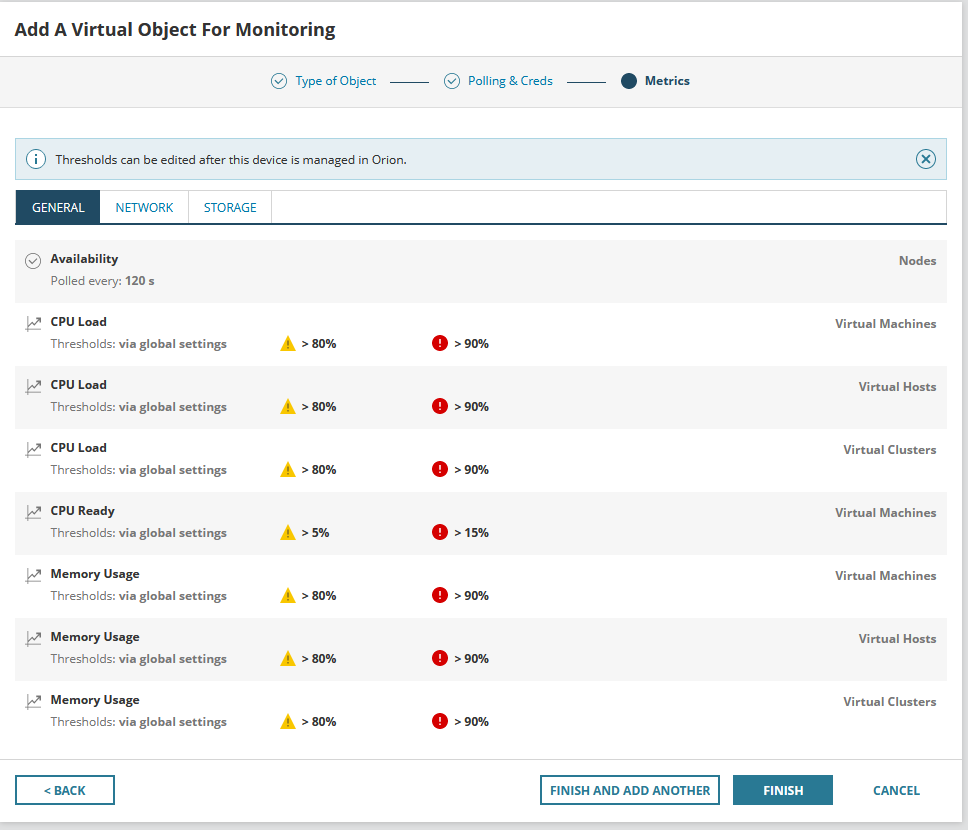 Add A Virtual Object For Monitoring
Type of Object Polling & Creds Metrics
Thresholds can be edited after this device is managed in Orion.
GENERAL NETWORK STORAGE
Availability Nodes
Polled every: 120 s
CPU Load Virtual Machines
Thresholds: via global settings > 80% > 90%
CPU Load Virtual Hosts
Thresholds: via global settings > 80% > 90%
CPU Load Virtual Clusters
Thresholds: via global settings > 80% > 90%
CPU Ready Virtual Machines
Thresholds: via global settings > 5% > 15%
Memory Usage Virtual Machines
Thresholds: via global settings > 80% > 90%
Memory Usage Virtual Hosts
Thresholds: via global settings > 80% > 90%
Memory Usage Virtual Clusters
Thresholds: via global settings > 80% > 90%
< BACK FINISH AND ADD ANOTHER FINISH CANCEL